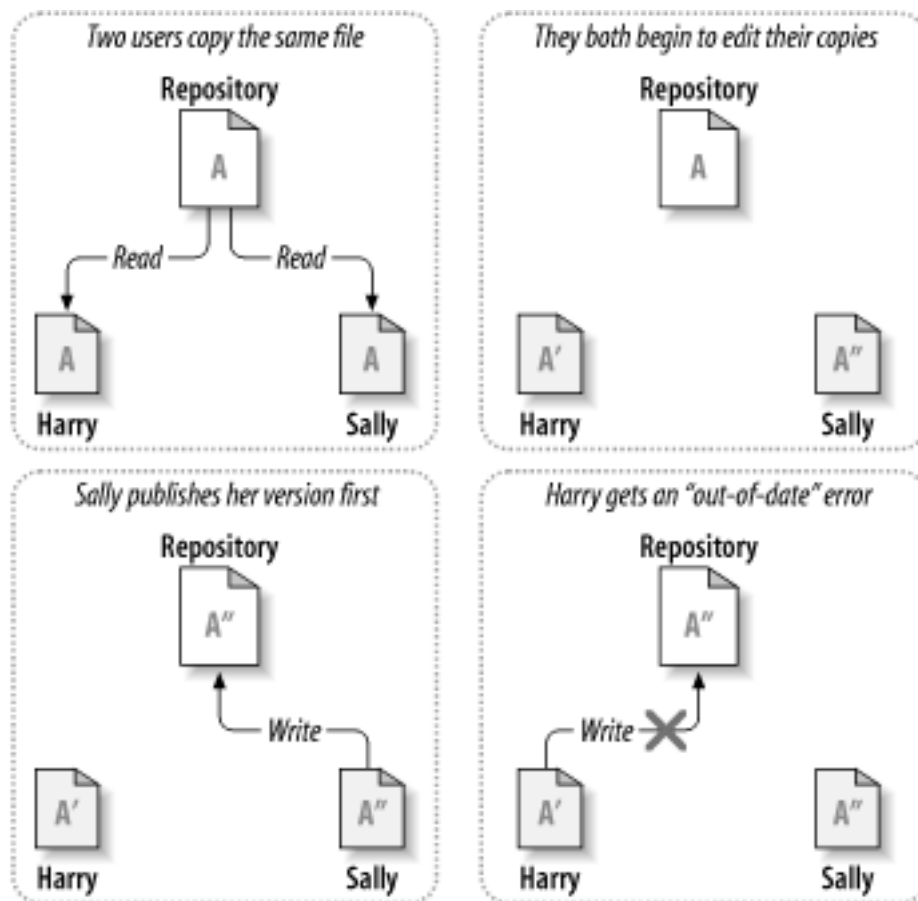 Two users copy the same file
Repository
A
Read Read
A A
Harry Sally
They both begin to edit their copies
Repository
A
A′ A″
Harry Sally
Sally publishes her version first
Repository
A″
Write
A′ A″
Harry Sally
Harry gets an “out-of-date” error
Repository
A″
Write
A′ A″
Harry Sally